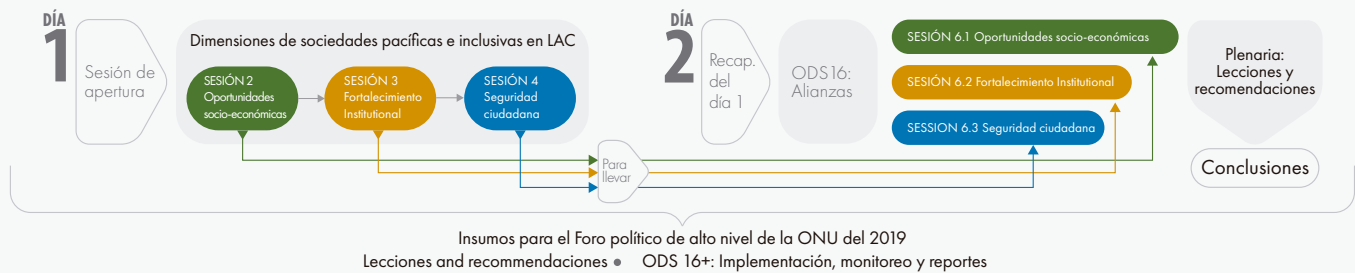 DÍA
1
Sesión de
apertura
Dimensiones de sociedades pacíficas e inclusivas en LAC
SESIÓN 2
Oportunidades
socio-económicas
SESIÓN 3
Fortalecimiento
Institutional
SESIÓN 4
Seguridad
ciudadana
Para
llevar
DÍA
2
Recap.
del
día 1
ODS16:
Alianzas
SESIÓN 6.1 Oportunidades socio-económicas
SESIÓN 6.2 Fortalecimiento Institutional
SESSION 6.3 Seguridad ciudadana
Plenaria:
Lecciones y
recomendaciones
Conclusiones
Insumos para el Foro político de alto nivel de la ONU del 2019
Lecciones and recommendaciones • ODS 16+: Implementación, monitoreo y reportes